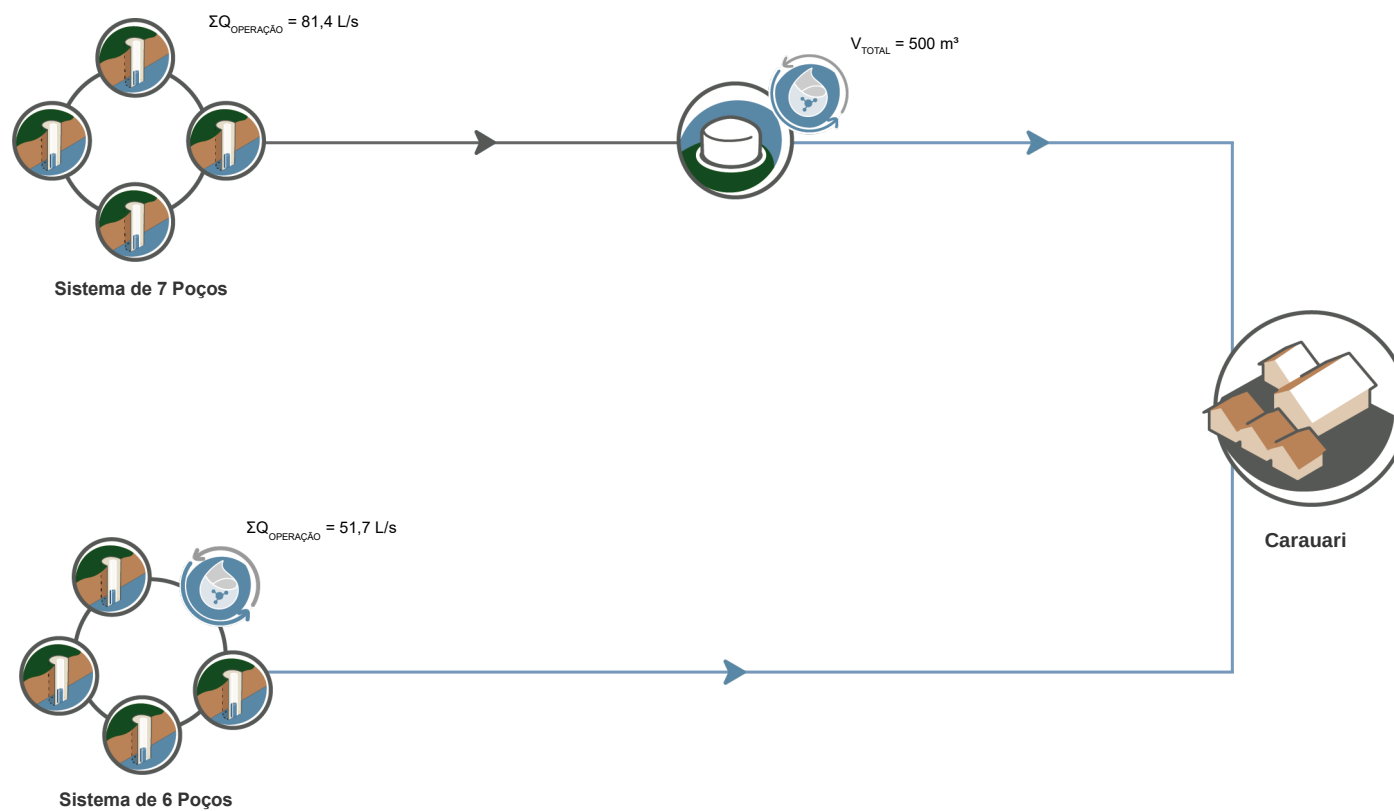 ΣQOPERAÇÃO = 81,4 L/s
VTOTAL = 500 m³
Sistema de 7 Poços
ΣQOPERAÇÃO = 51,7 L/s
Carauari
Sistema de 6 Poços